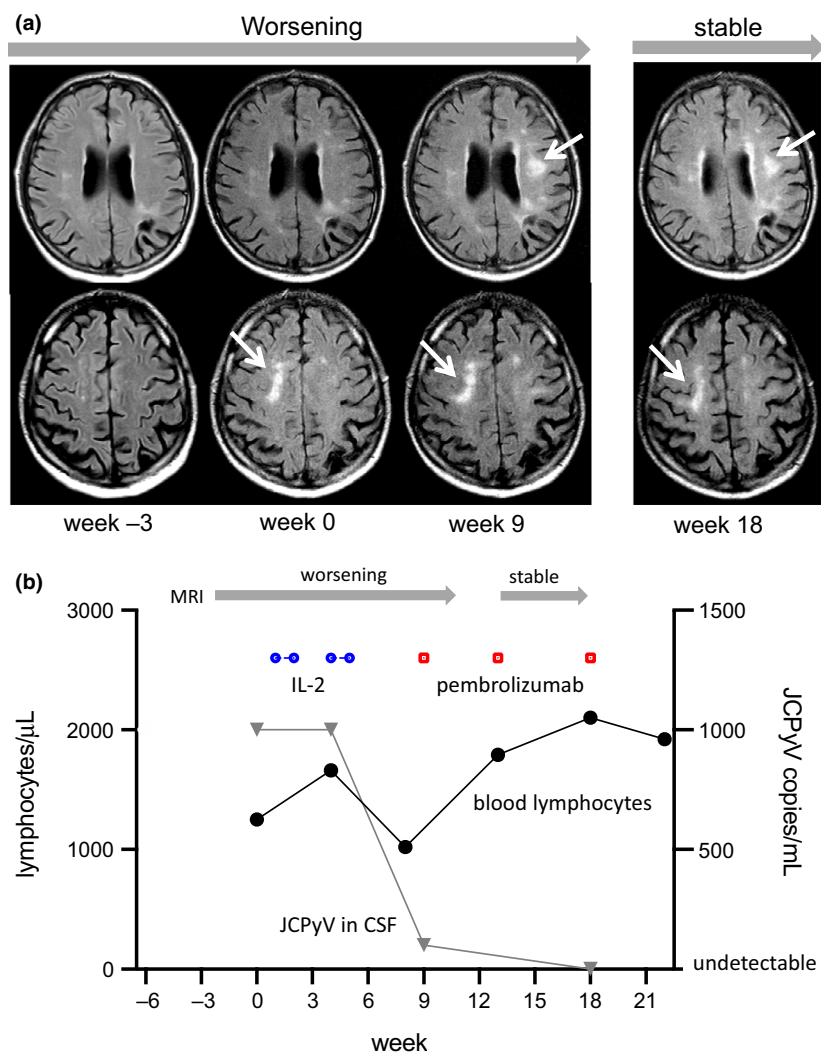 (a)
Worsening
stable
week –3
week 0
week 9
week 18
(b)
MRI
worsening
stable
3000
1500
IL-2
pembrolizumab
2000
1000
blood lymphocytes
1000
500
JCPyV in CSF
0
undetectable
lymphocytes/μL
JCPyV copies/mL
–6
–3
0
3
6
9
12
15
18
21
week